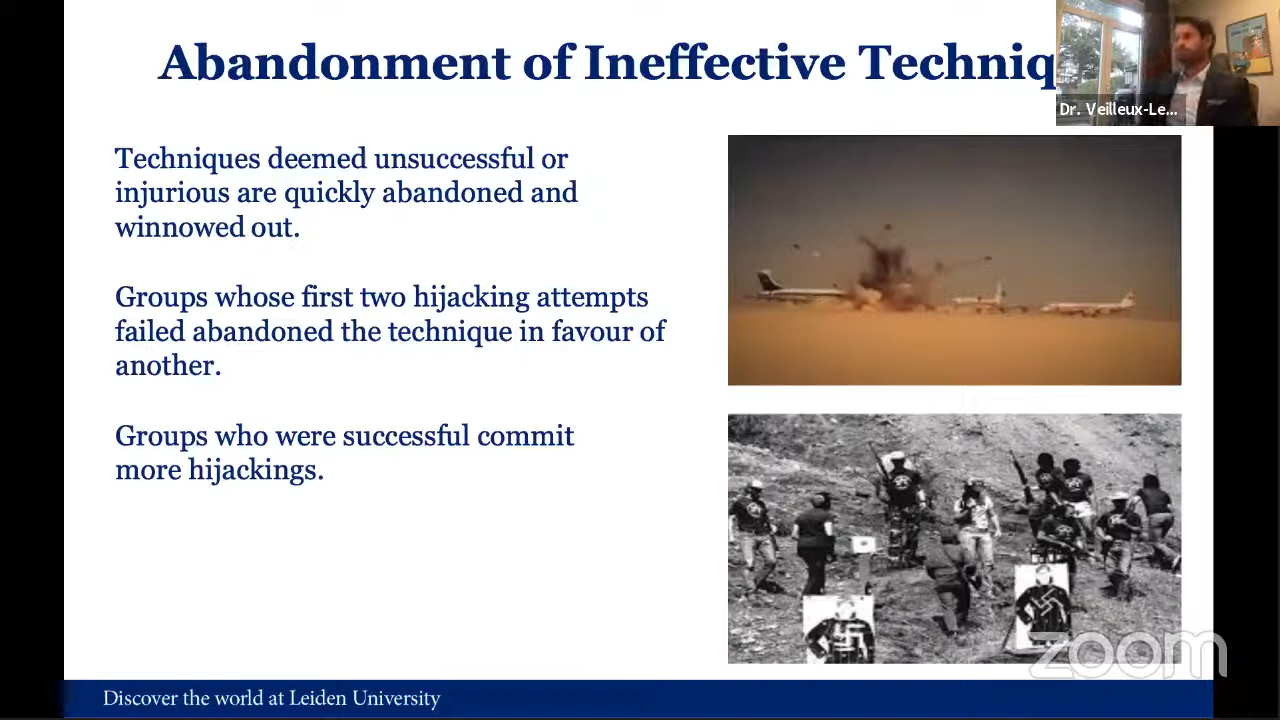 Abandonment of Ineffective Techniq
Dr. Veilleux-Le...
Techniques deemed unsuccessful or
injurious are quickly abandoned and
winnowed out.
Groups whose first two hijacking attempts
failed abandoned the technique in favour of
another.
Groups who were successful commit
more hijackings.
zoom
Discover the world at Leiden University